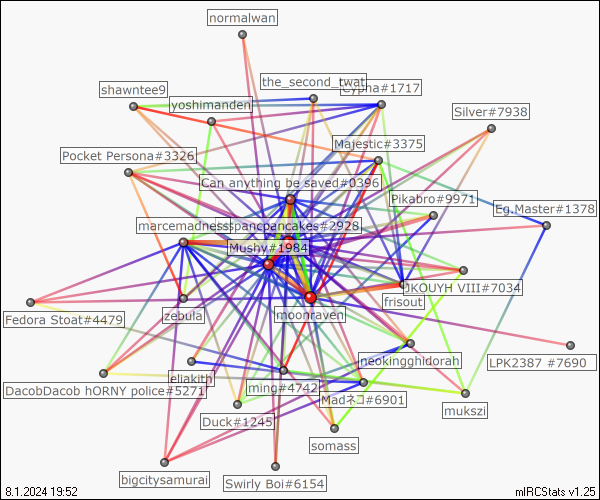 normalwan
the_second_twat
shawntee9
Cypha#1717
yoshimanden
Silver#7938
Majestic#3375
Pocket Persona#3326
Can anything be saved#0396
Pikabro#9971
Eg.Master#1378
marcemadness
pancpancakes#2928
Mushy#1984
JKOUYH VIII#7034
frisout
zebula
moonraven
Fedora Stoat#4479
neokingghidorah
LPK2387 #7690
eliakith
ming#4742
DacobDacob hORNY police#5271
Madネコ#6901
mukszi
Duck#1245
somass
bigcitysamurai
Swirly Boi#6154
8.1.2024 19:52
mIRCStats v1.25